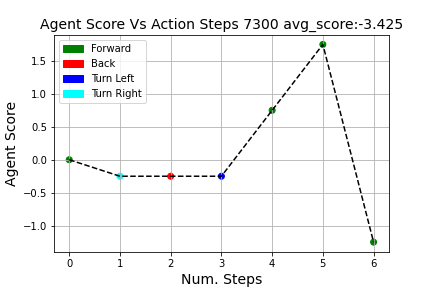 Agent Score Vs Action Steps 7300 avg_score:-3.425
Forward
Back
Turn Left
Turn Right
Agent Score
1.5
1.0
0.5
0.0
−0.5
−1.0
0 1 2 3 4 5 6
Num. Steps